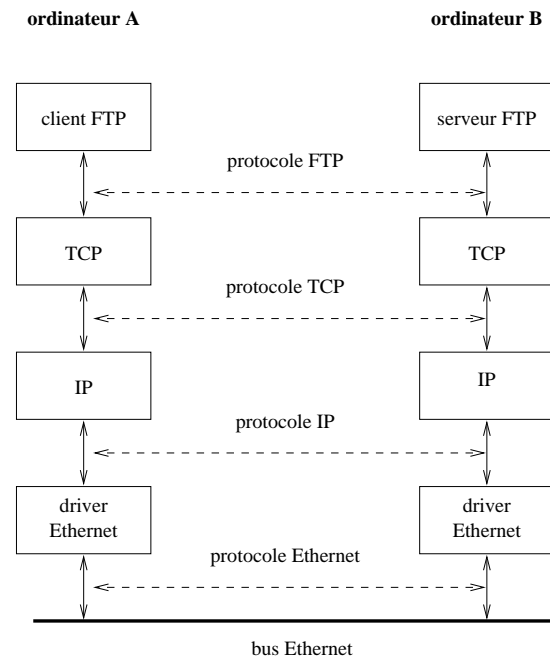 ordinateur A
ordinateur B
client FTP
serveur FTP
protocole FTP
TCP
TCP
protocole TCP
IP
IP
protocole IP
driver
Ethernet
driver
Ethernet
protocole Ethernet
bus Ethernet